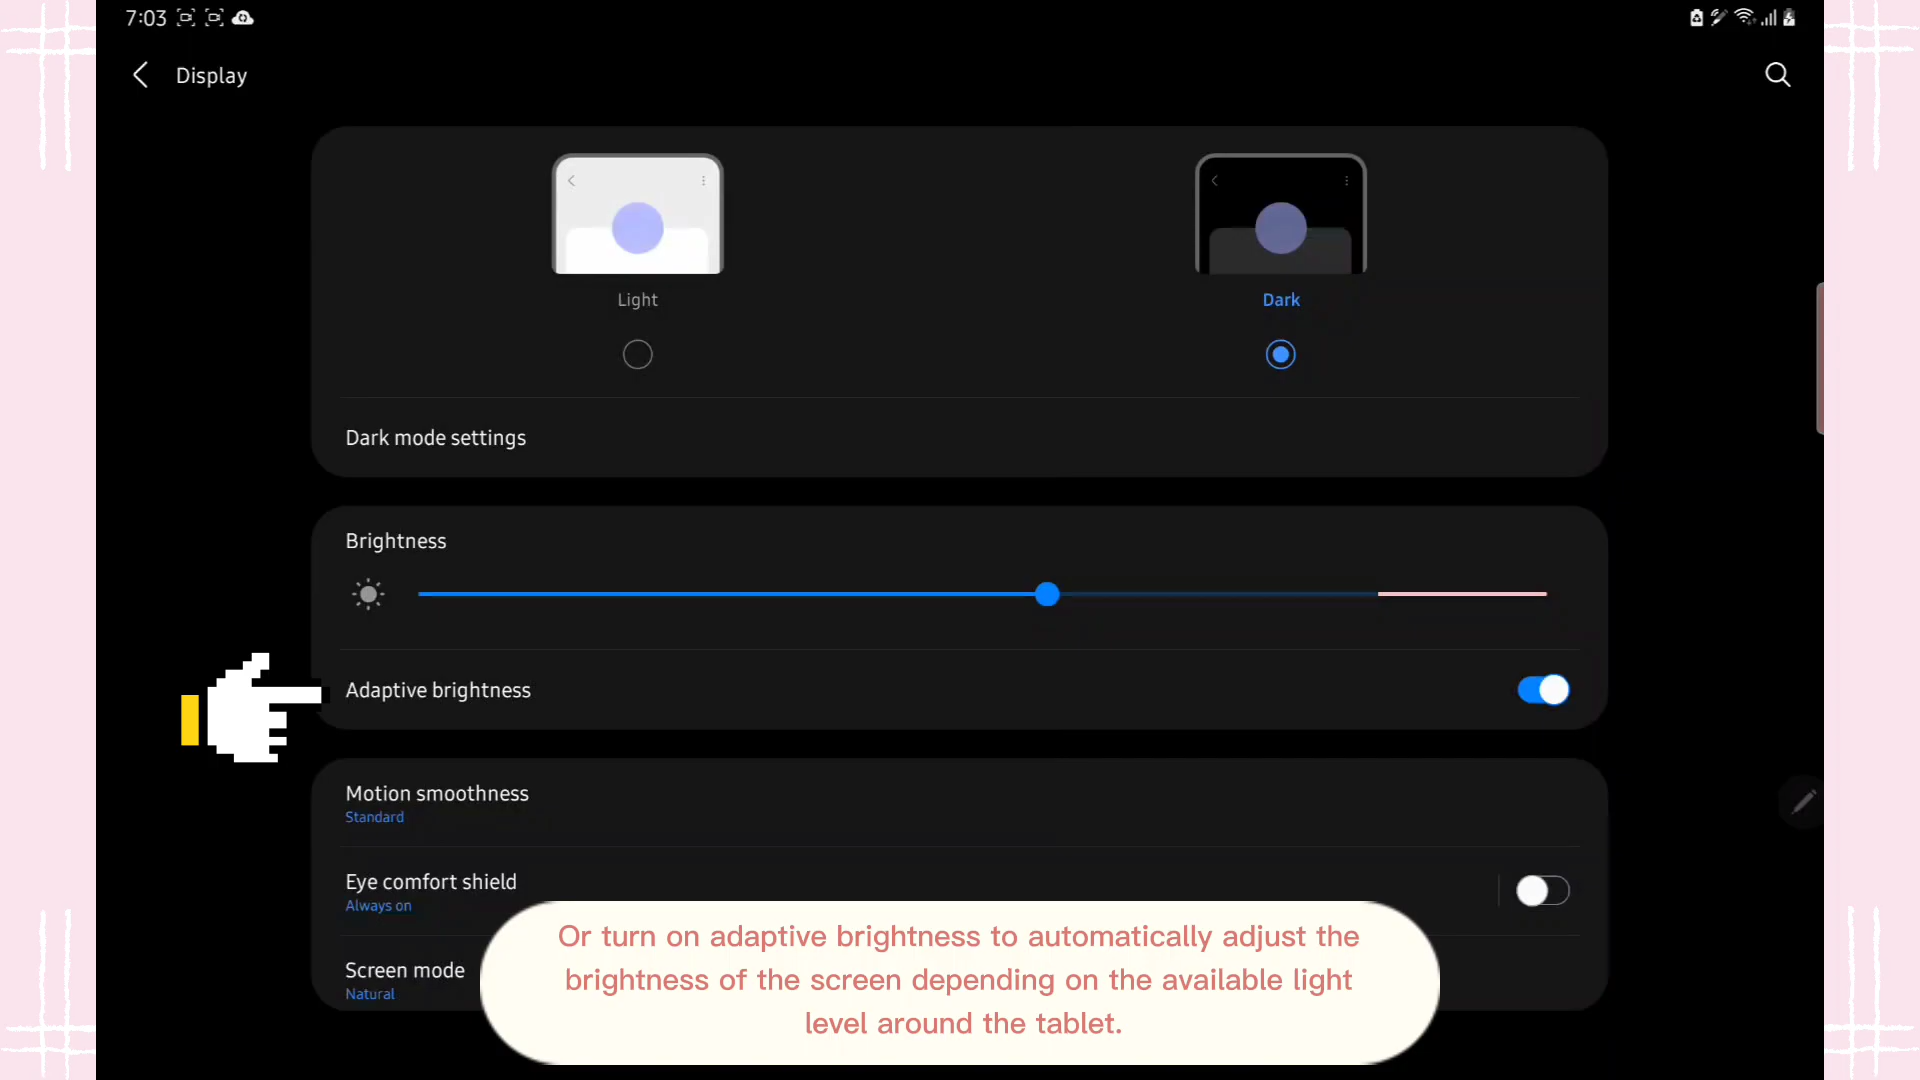 7:03
Display
Light
Dark
Dark mode settings
Brightness
Adaptive brightness
Motion smoothness
Standard
Eye comfort shield
Always on
Screen mode
Natural
Or turn on adaptive brightness to automatically adjust the
brightness of the screen depending on the available light
level around the tablet.